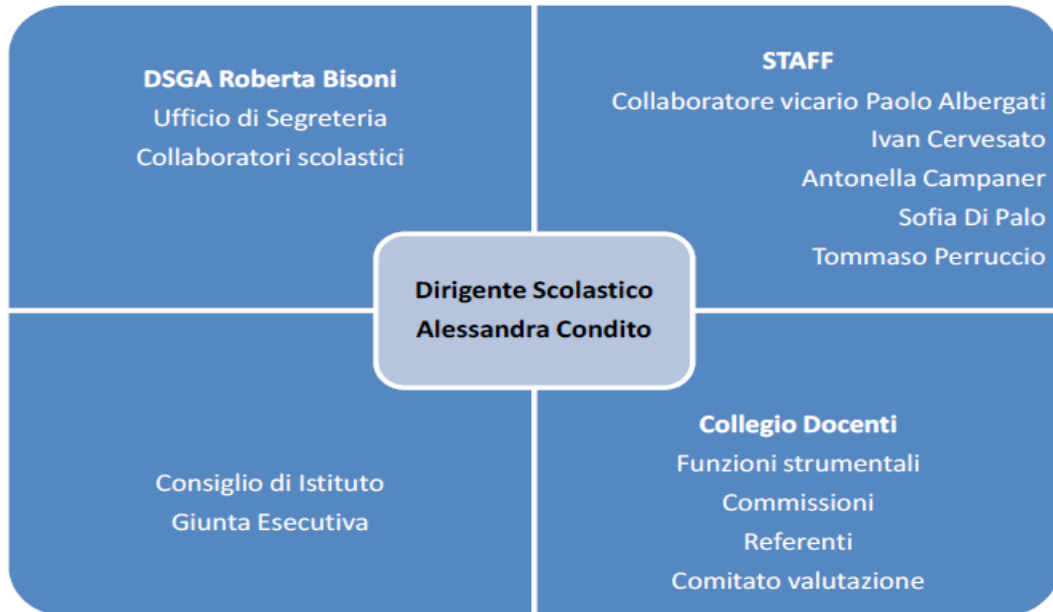 DSGA Roberta Bisoni
Ufficio di Segreteria
Collaboratori scolastici
STAFF
Collaboratore vicario Paolo Albergati
Ivan Cervesato
Antonella Campaner
Sofia Di Palo
Tommaso Perruccio
Dirigente Scolastico
Alessandra Condito
Consiglio di Istituto
Giunta Esecutiva
Collegio Docenti
Funzioni strumentali
Commissioni
Referenti
Comitato valutazione